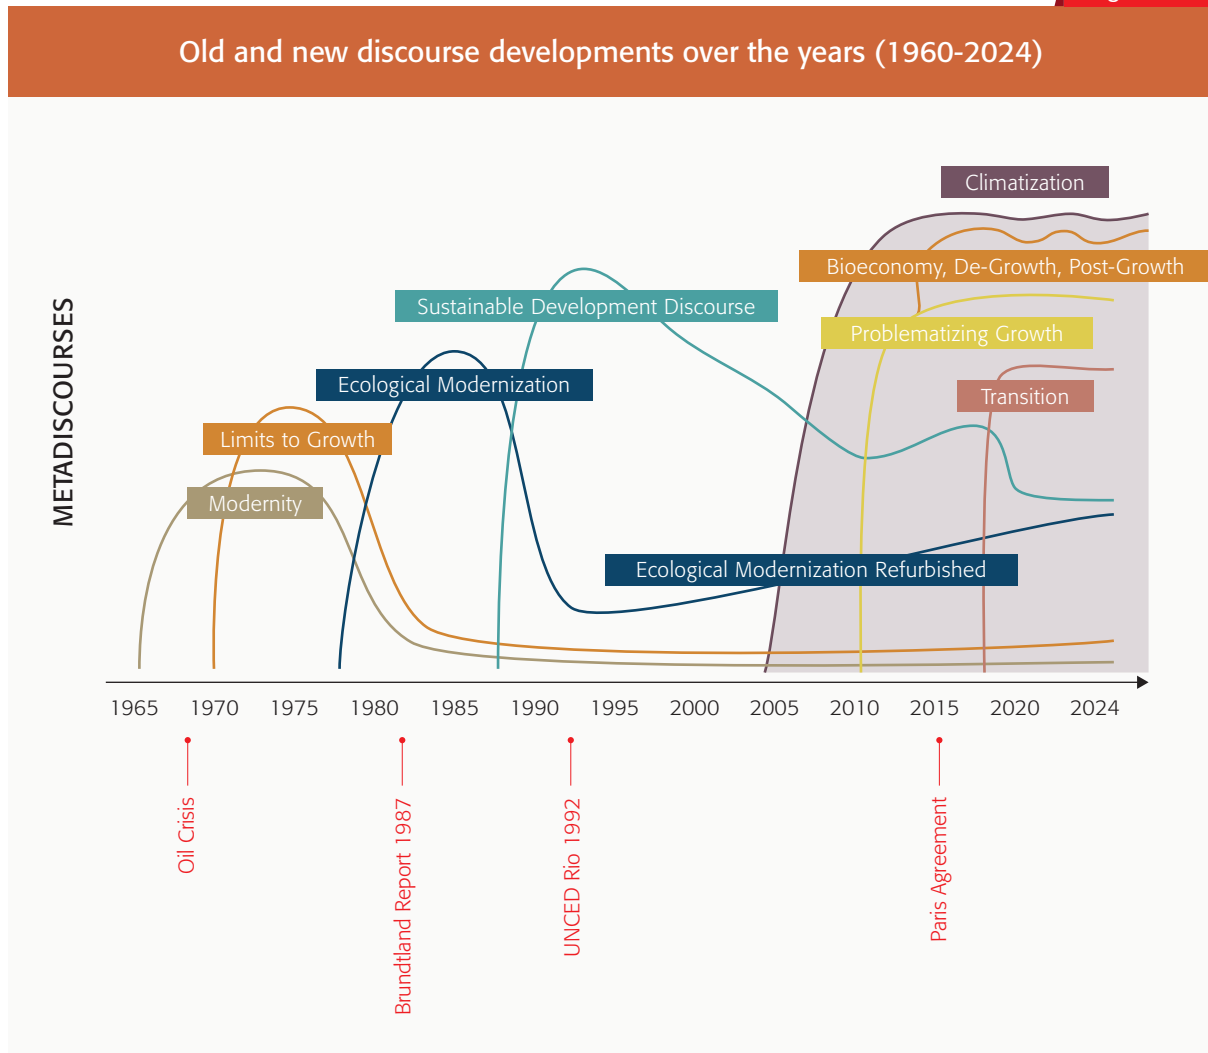 Old and new discourse developments over the years (1960-2024)
METADISCOURSES
Climatization
Bioeconomy, De-Growth, Post-Growth
Sustainable Development Discourse
Problematizing Growth
Ecological Modernization
Transition
Limits to Growth
Modernity
Ecological Modernization Refurbished
1965 1970 1975 1980 1985 1990 1995 2000 2005 2010 2015 2020 2024
Oil Crisis
Brundtland Report 1987
UNCED Rio 1992
Paris Agreement